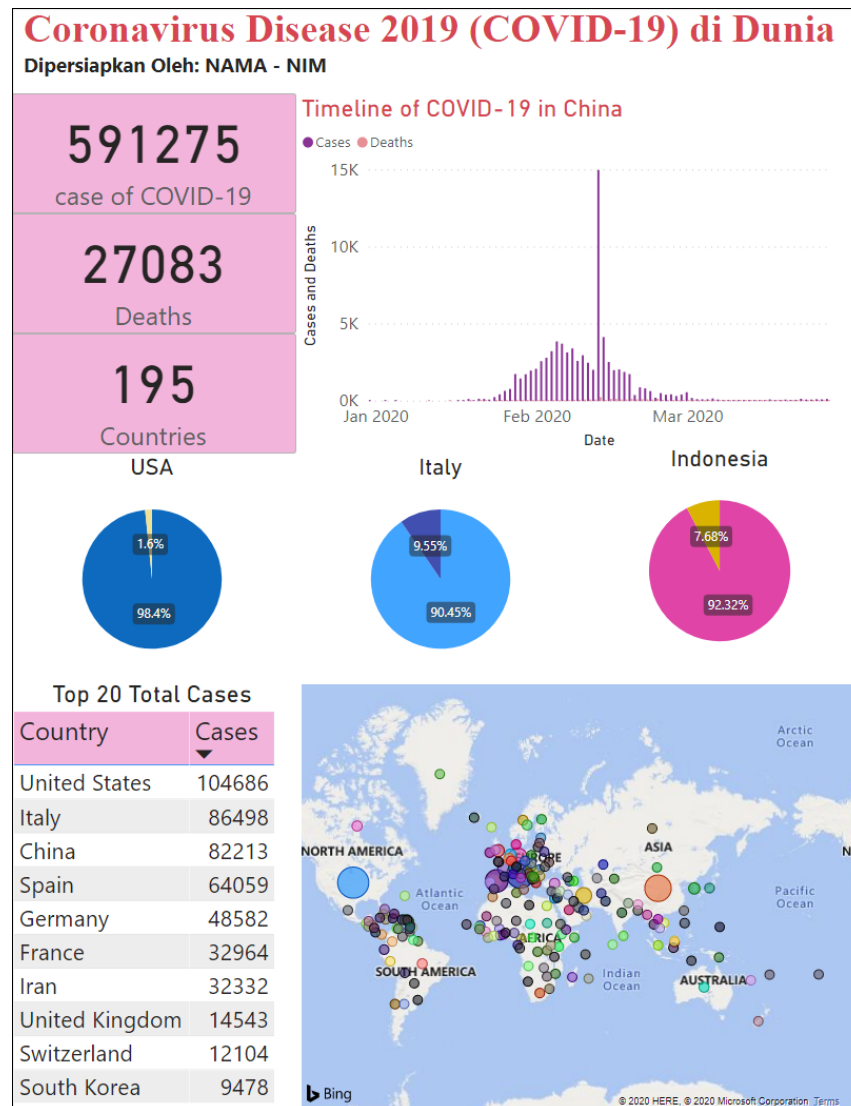 Coronavirus Disease 2019 (COVID-19) di Dunia
Dipersiapkan Oleh: NAMA - NIM
591275
case of COVID-19
27083
Deaths
195
Countries
Timeline of COVID-19 in China
Cases Deaths
15K
10K
5K
0K
Cases and Deaths
Jan 2020 Feb 2020 Mar 2020
Date
USA
1.6%
98.4%
Italy
9.55%
90.45%
Indonesia
7.68%
92.32%
Top 20 Total Cases
Country Cases
United States 104686
Italy 86498
China 82213
Spain 64059
Germany 48582
France 32964
Iran 32332
United Kingdom 14543
Switzerland 12104
South Korea 9478
Arctic
Ocean
NORTH AMERICA
ASIA
N
Atlantic
Ocean
Pacific
Ocean
AFRICA
SOUTH AMERICA
Indian
Ocean
AUSTRALIA
Bing
© 2020 HERE, © 2020 Microsoft Corporation Terms